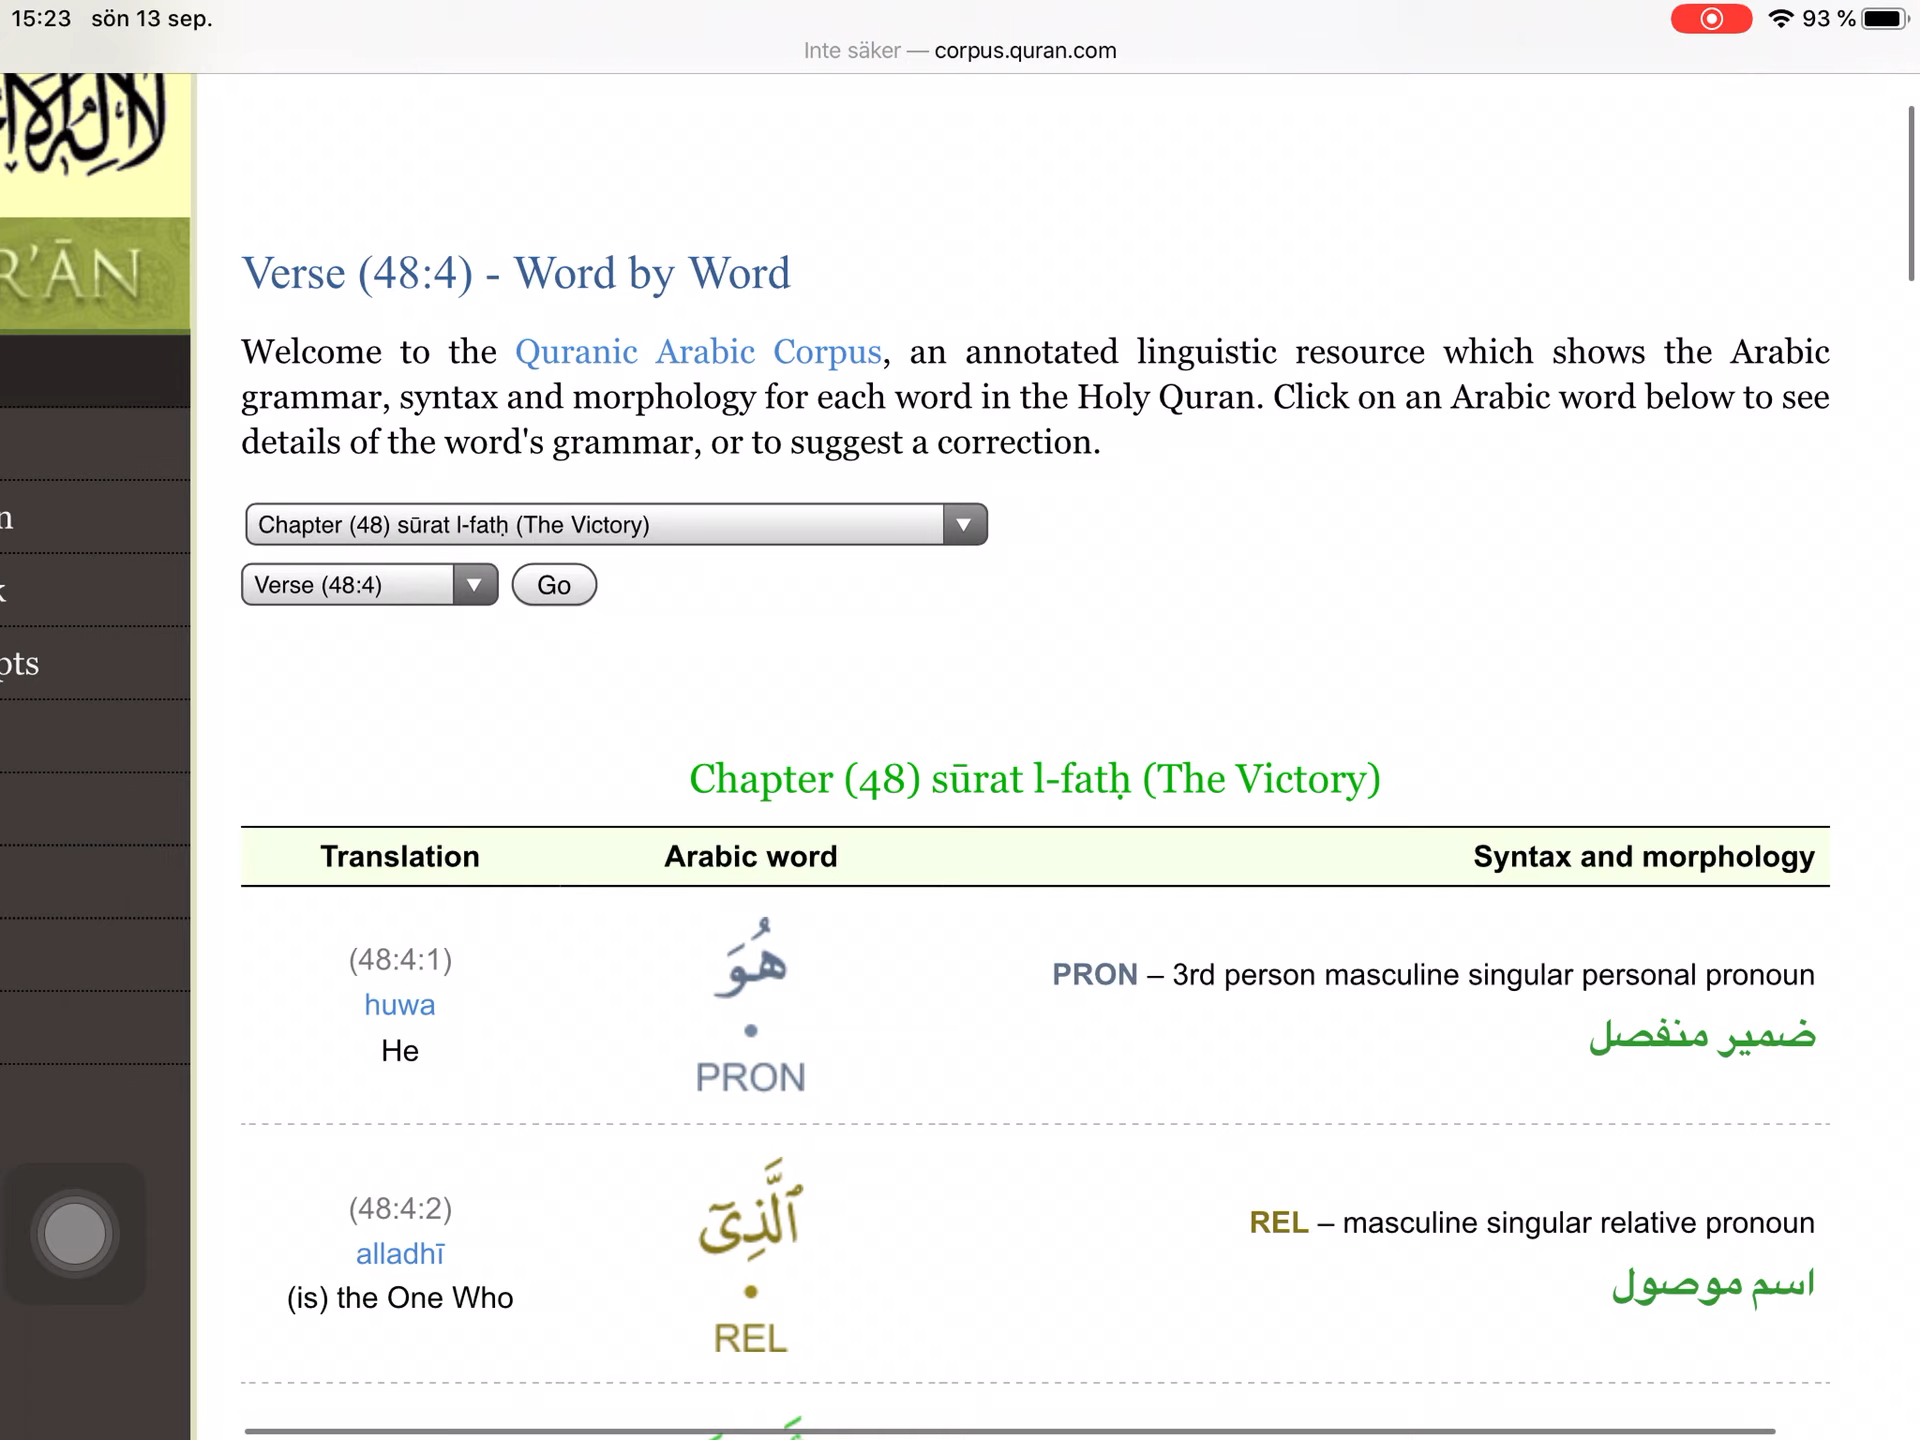 15:23 sön 13 sep.
93 %
Inte säker — corpus.quran.com
R'ĀN
n
k
pts
Verse (48:4) - Word by Word
Welcome to the Quranic Arabic Corpus, an annotated linguistic resource which shows the Arabic
grammar, syntax and morphology for each word in the Holy Quran. Click on an Arabic word below to see
details of the word's grammar, or to suggest a correction.
Chapter (48) sūrat l-fatḥ (The Victory)
Verse (48:4) Go
Chapter (48) sūrat l-fatḥ (The Victory)
Translation Arabic word Syntax and morphology
(48:4:1)
huwa
He
هُوَ
PRON
PRON – 3rd person masculine singular personal pronoun
ضمير منفصل
(48:4:2)
alladhī
(is) the One Who
ٱلَّذِىٓ
REL
REL – masculine singular relative pronoun
اسم موصول